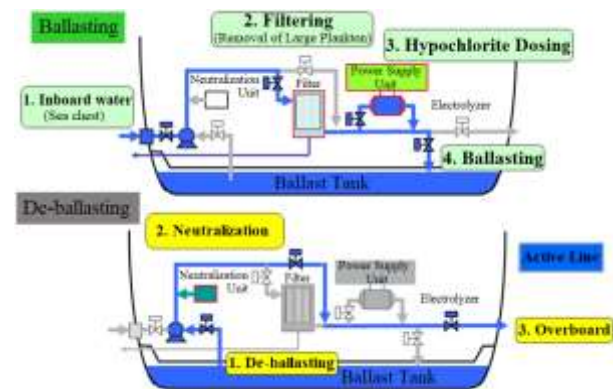 Ballasting
2. Filtering
(Removal of Large Plankton)
3. Hypochlorite Dosing
Power Supply
Unit
Neutralization
Unit
Filter
Electrolyzer
1. Inboard water
(Sea chest)
4. Ballasting
Ballast Tank
De-ballasting
2. Neutralization
Active Line
Neutralization
Unit
Filter
Power Supply
Unit
Electrolyzer
3. Overboard
1. De-ballasting
Ballast Tank